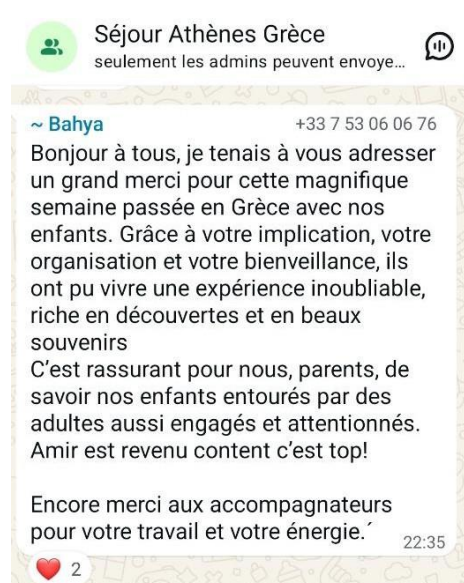 Séjour Athènes Grèce
seulement les admins peuvent envoye...
~ Bahya +33 7 53 06 06 76
Bonjour à tous, je tenais à vous adresser
un grand merci pour cette magnifique
semaine passée en Grèce avec nos
enfants. Grâce à votre implication, votre
organisation et votre bienveillance, ils
ont pu vivre une expérience inoubliable,
riche en découvertes et en beaux
souvenirs
C’est rassurant pour nous, parents, de
savoir nos enfants entourés par des
adultes aussi engagés et attentionnés.
Amir est revenu content c’est top!
Encore merci aux accompagnateurs
pour votre travail et votre énergie.´ 22:35
2